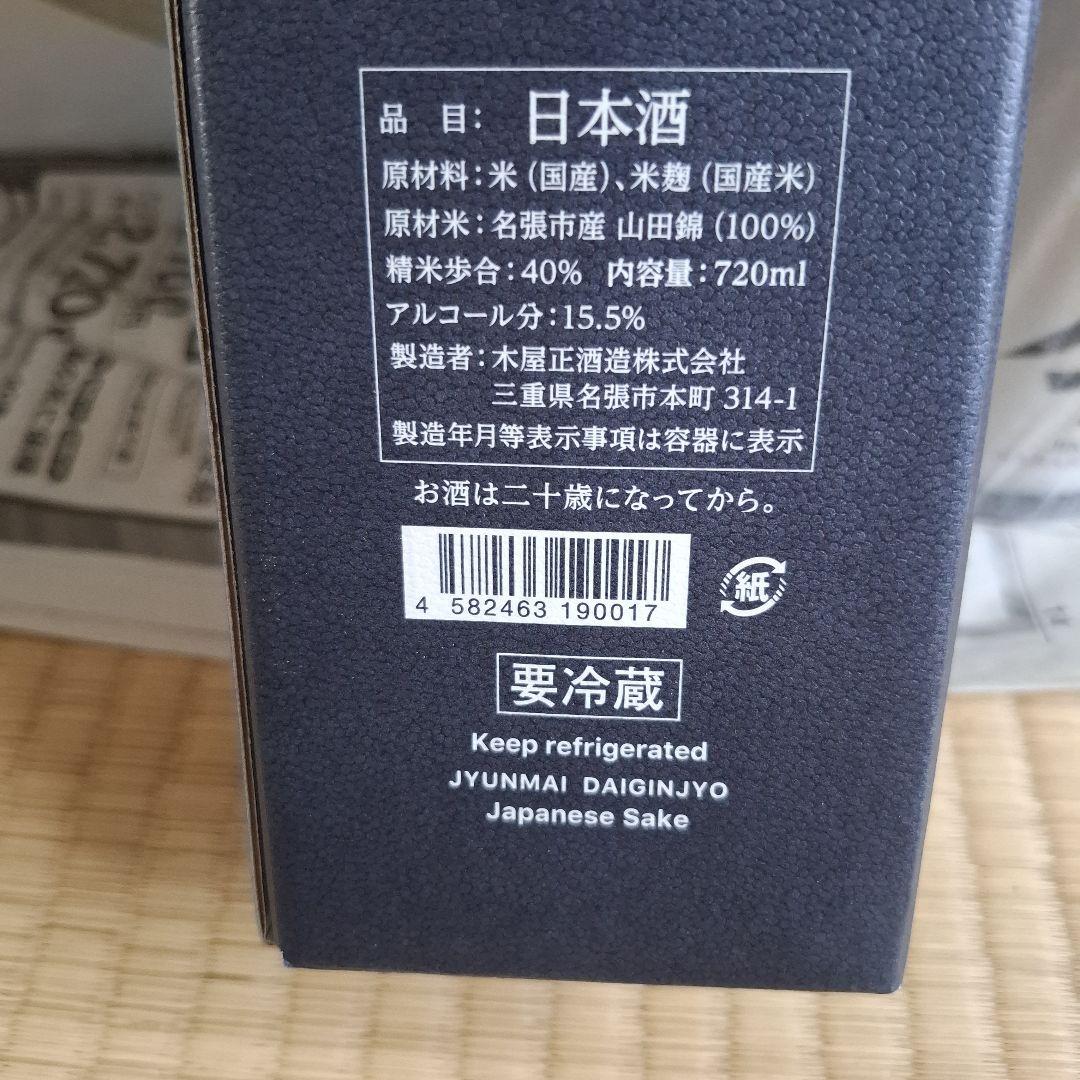 品 目: 日本酒
原材料:米(国産)、米麹(国産米)
原材米:名張市産 山田錦(100%)
精米歩合:40% 内容量:720ml
アルコール分:15.5%
製造者:木屋正酒造株式会社
三重県名張市本町 314-1
製造年月等表示事項は容器に表示
お酒は二十歳になってから。
4 582463 190017
紙
要冷蔵
Keep refrigerated
JYUNMAI DAIGINJYO
Japanese Sake